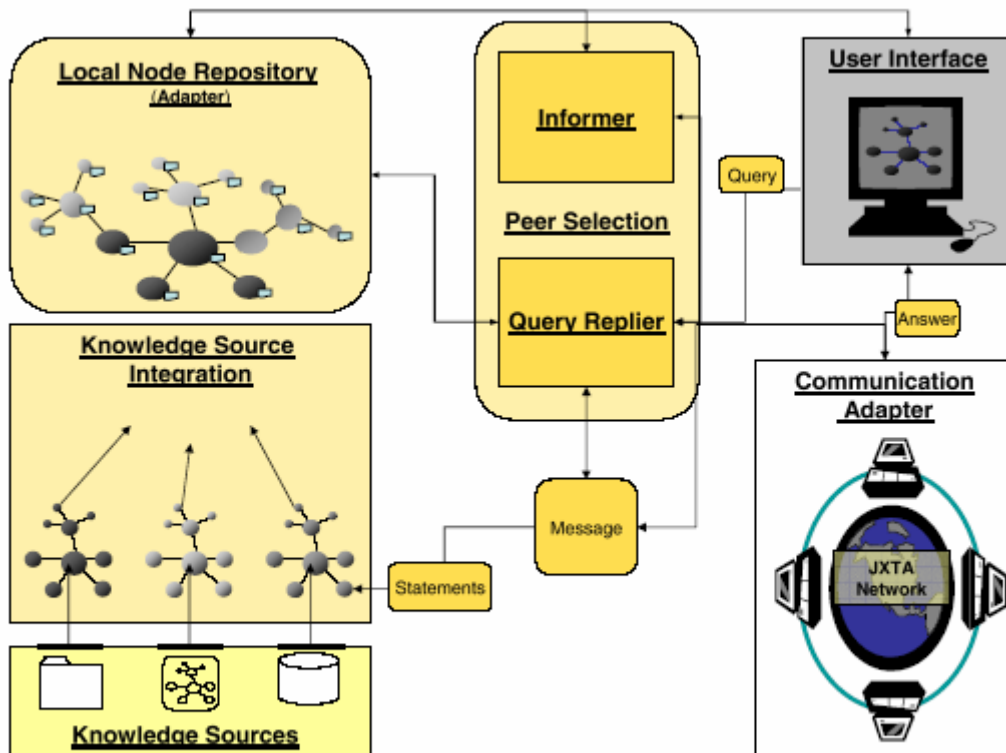 Local Node Repository
(Adapter)
Informer
User Interface
Query
Peer Selection
Query Replier
Answer
Knowledge Source
Integration
Communication
Adapter
Message
JXTA
Network
Statements
Knowledge Sources